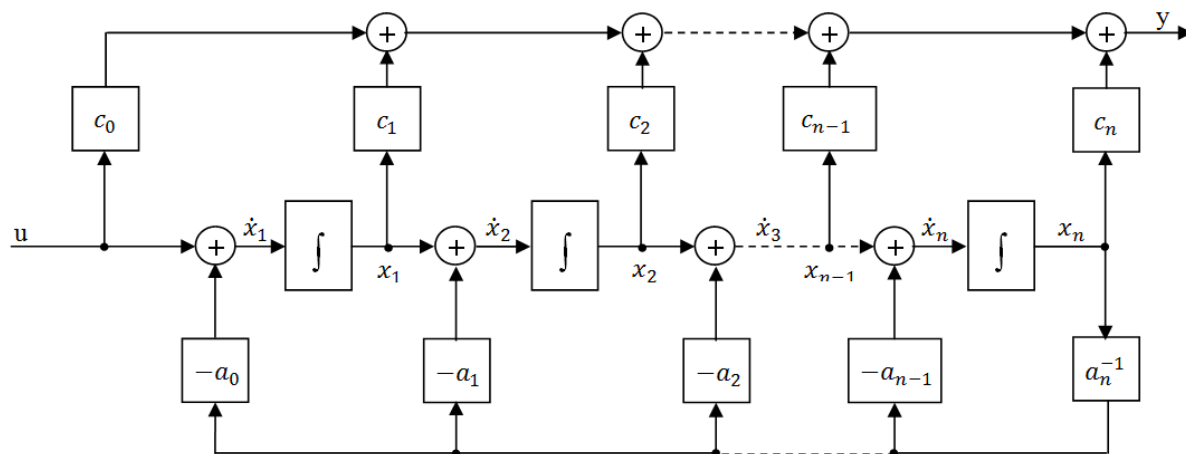 y
c₀ c₁ c₂ cₙ₋₁ cₙ
u ẋ₁ ∫ ẋ₂ ∫ ẋ₃ ẋₙ ∫ xₙ
x₁ x₂ xₙ₋₁
−a₀ −a₁ −a₂ −aₙ₋₁ aₙ⁻¹